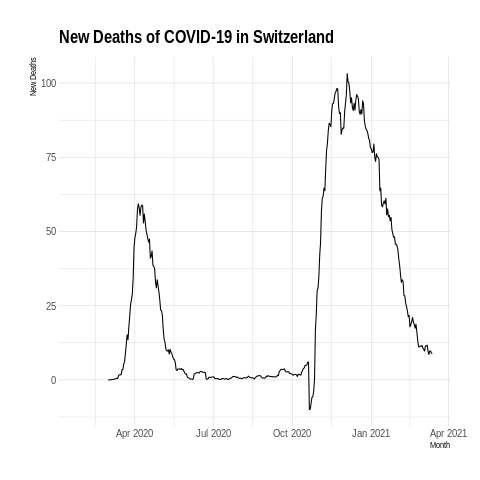 New Deaths of COVID-19 in Switzerland
New Deaths
100
75
50
25
0
Apr 2020 Jul 2020 Oct 2020 Jan 2021 Apr 2021
Month